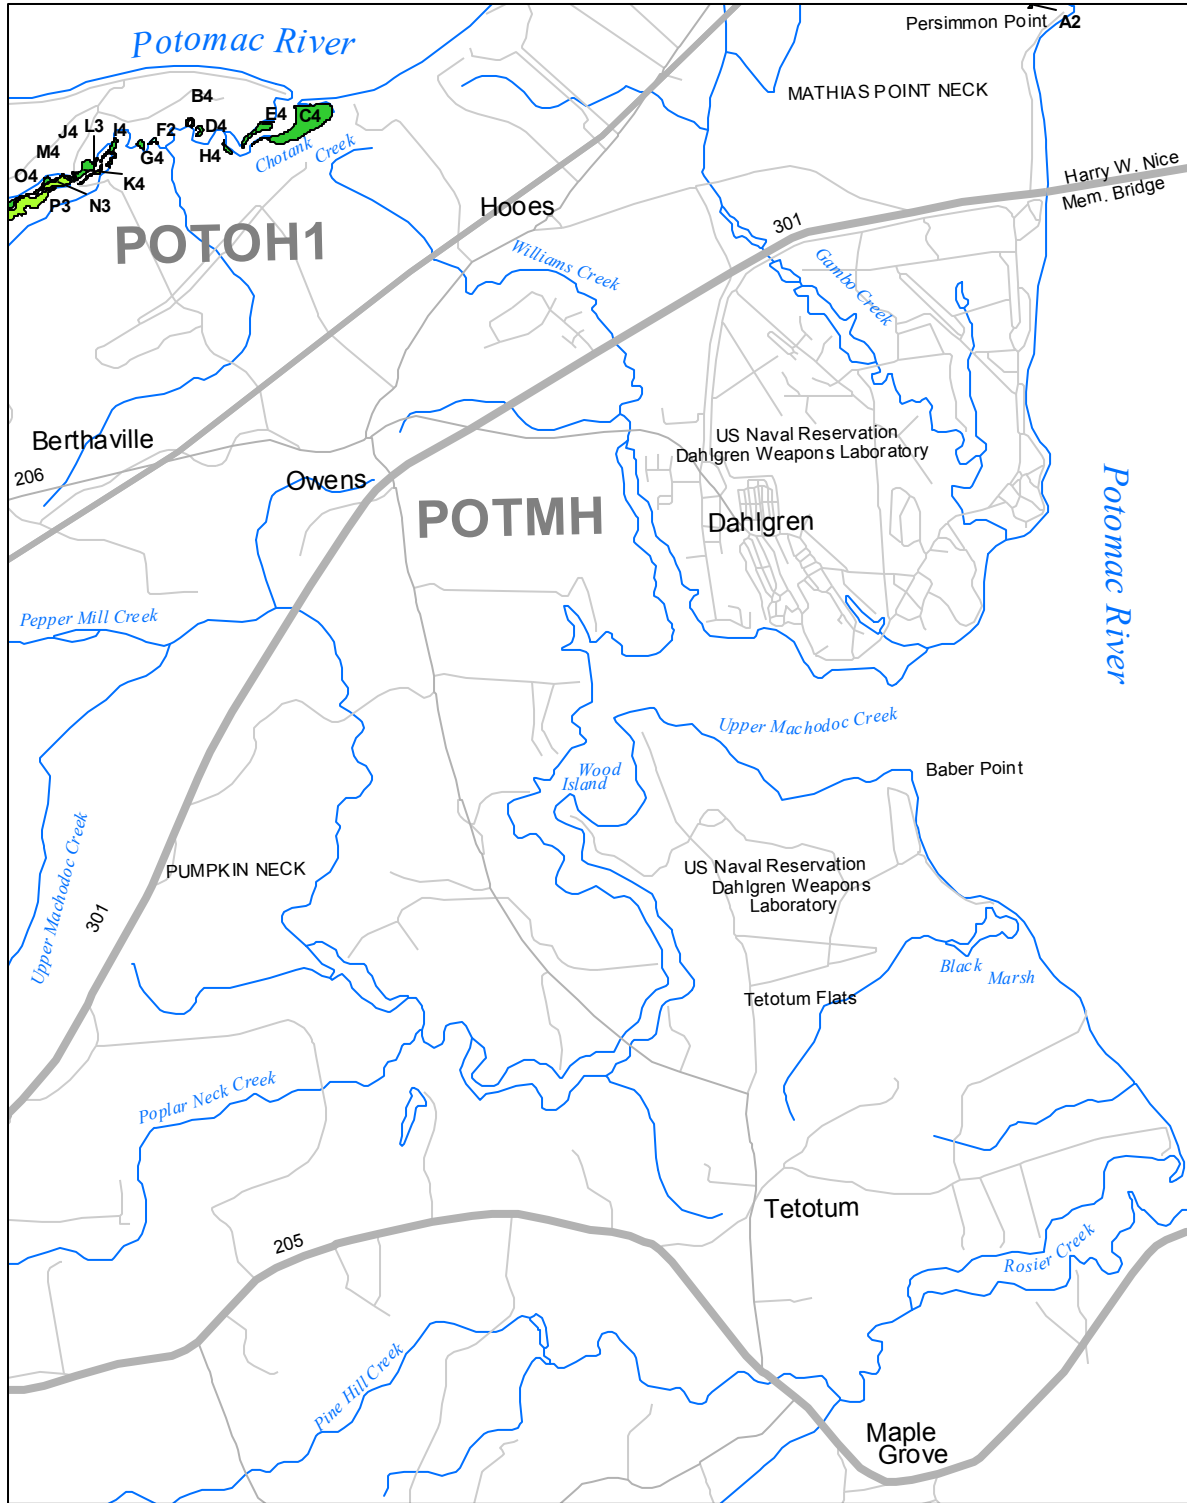 Potomac River
Persimmon Point
A2
B4
E4
C4
MATHIAS POINT NECK
J4
L3
I4
F2
D4
M4
G4
H4
Chotank
Creek
O4
K4
P3
N3
Harry W. Nice
Mem. Bridge
Hooes
301
POTOH1
Williams Creek
Gambo Creek
Berthaville
US Naval Reservation
Dahlgren Weapons Laboratory
206
Owens
POTMH
Dahlgren
Potomac River
Pepper Mill Creek
Upper Machodoc Creek
Wood
Island
Baber Point
Upper Machodoc Creek
PUMPKIN NECK
US Naval Reservation
Dahlgren Weapons
Laboratory
301
Black
Marsh
Tetotum Flats
Poplar Neck Creek
Tetotum
205
Rosier Creek
Pine Hill Creek
Maple
Grove